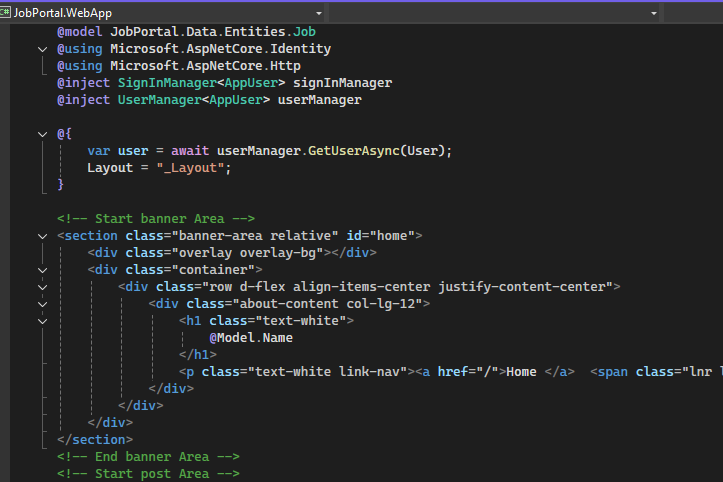 C# JobPortal.WebApp
@model JobPortal.Data.Entities.Job
@using Microsoft.AspNetCore.Identity
@using Microsoft.AspNetCore.Http
@inject SignInManager<AppUser> signInManager
@inject UserManager<AppUser> userManager
@{
var user = await userManager.GetUserAsync(User);
Layout = "_Layout";
}
<!-- Start banner Area -->
<section class="banner-area relative" id="home">
<div class="overlay overlay-bg"></div>
<div class="container">
<div class="row d-flex align-items-center justify-content-center">
<div class="about-content col-lg-12">
<h1 class="text-white">
@Model.Name
</h1>
<p class="text-white link-nav"><a href="/">Home </a>  <span class="lnr
</div>
</div>
</div>
</section>
<!-- End banner Area -->
<!-- Start post Area -->